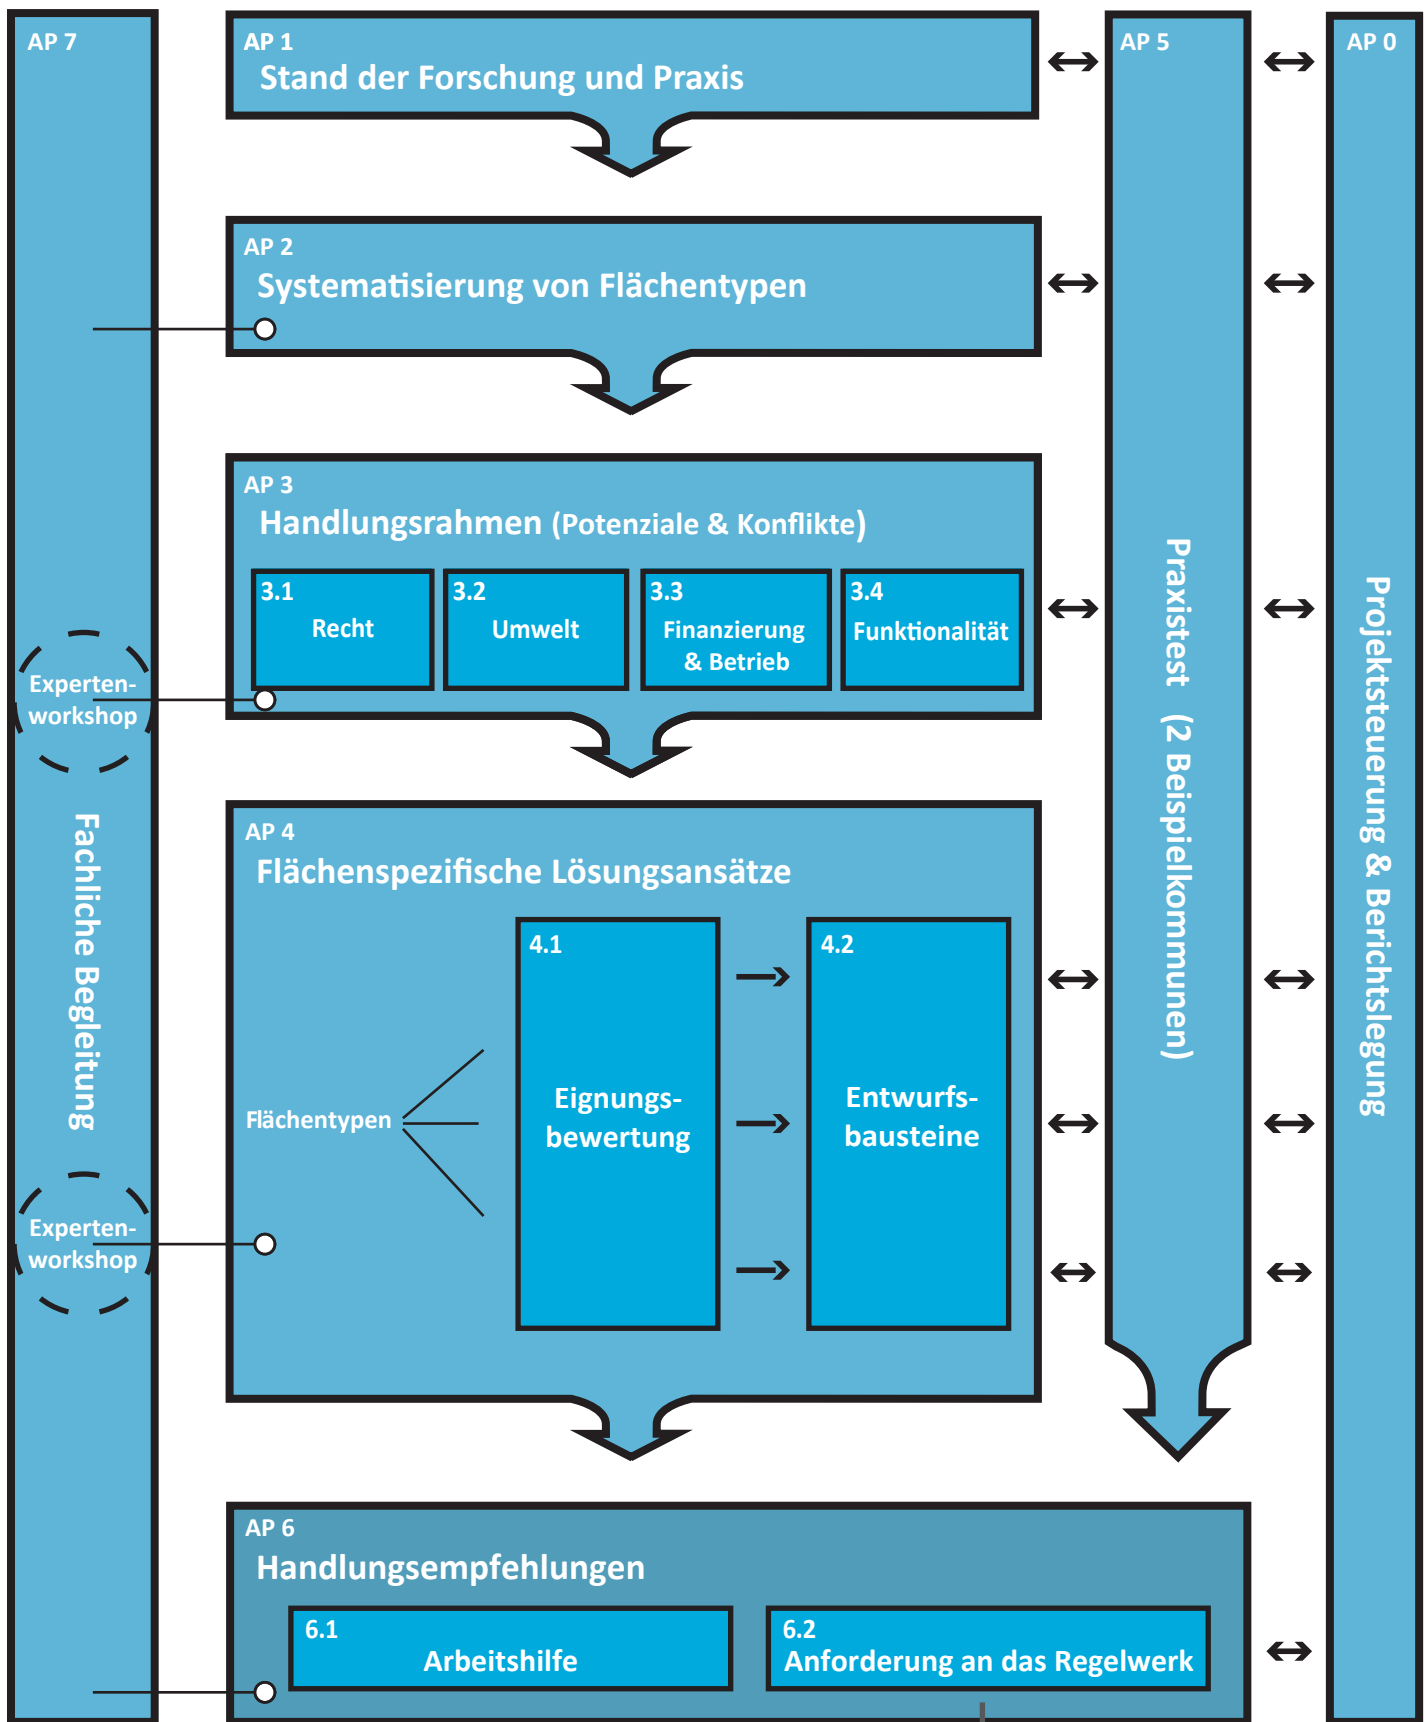 AP 7
Experten-
workshop
Fachliche Begleitung
Experten-
workshop
AP 1
Stand der Forschung und Praxis
AP 2
Systematisierung von Flächentypen
AP 3
Handlungsrahmen (Potenziale & Konflikte)
3.1
Recht
3.2
Umwelt
3.3
Finanzierung
& Betrieb
3.4
Funktionalität
AP 4
Flächenspezifische Lösungsansätze
Flächentypen
4.1
Eignungs-
bewertung
4.2
Entwurfs-
bausteine
AP 6
Handlungsempfehlungen
6.1
Arbeitshilfe
6.2
Anforderung an das Regelwerk
AP 5
Praxistest (2 Beispielkommunen)
AP 0
Projektsteuerung & Berichtslegung